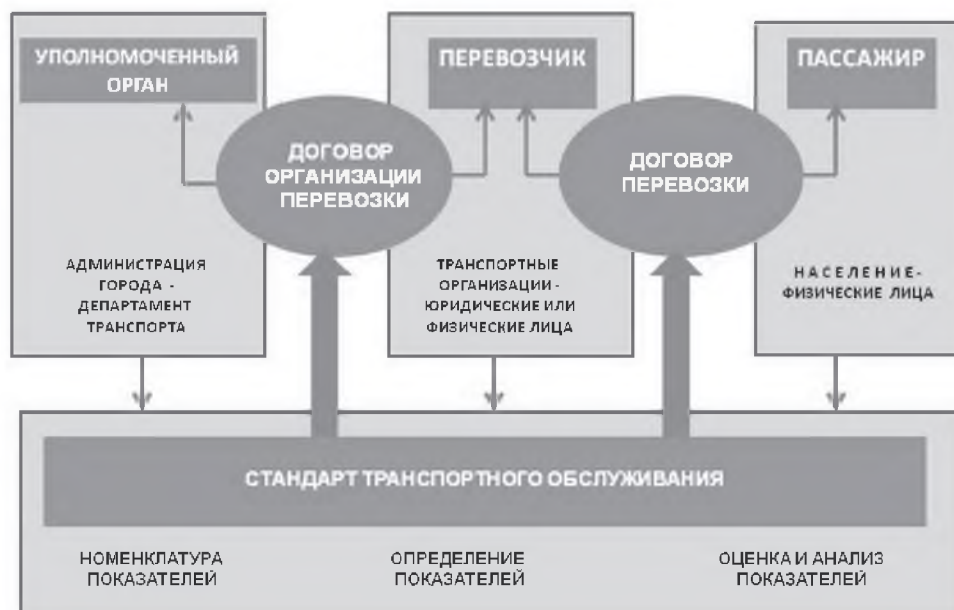 УПОЛНОМОЧЕННЫЙ
ОРГАН
ПЕРЕВОЗЧИК
ПАССАЖИР
ДОГОВОР
ОРГАНИЗАЦИИ
ПЕРЕВОЗКИ
ДОГОВОР
ПЕРЕВОЗКИ
АДМИНИСТРАЦИЯ
ГОРОДА -
ДЕПАРТАМЕНТ
ТРАНСПОРТА
ТРАНСПОРТНЫЕ
ОРГАНИЗАЦИИ -
ЮРИДИЧЕСКИЕ ИЛИ
ФИЗИЧЕСКИЕ ЛИЦА
НАСЕЛЕНИЕ-
ФИЗИЧЕСКИЕ ЛИЦА
СТАНДАРТ ТРАНСПОРТНОГО ОБСЛУЖИВАНИЯ
НОМЕНКЛАТУРА
ПОКАЗАТЕЛЕЙ
ОПРЕДЕЛЕНИЕ
ПОКАЗАТЕЛЕЙ
ОЦЕНКА И АНАЛИЗ
ПОКАЗАТЕЛЕЙ